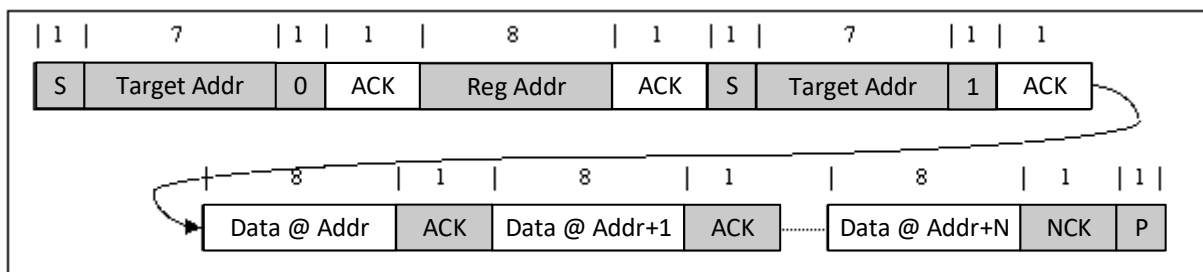 | 1 | 7 | 1 | 1 | 8 | 1 | 1 | 7 | 1 | 1
S Target Addr 0 ACK Reg Addr ACK S Target Addr 1 ACK
| 8 | 1 | 8 | 1 | 8 | 1 | 1 |
Data @ Addr ACK Data @ Addr+1 ACK Data @ Addr+N NCK P